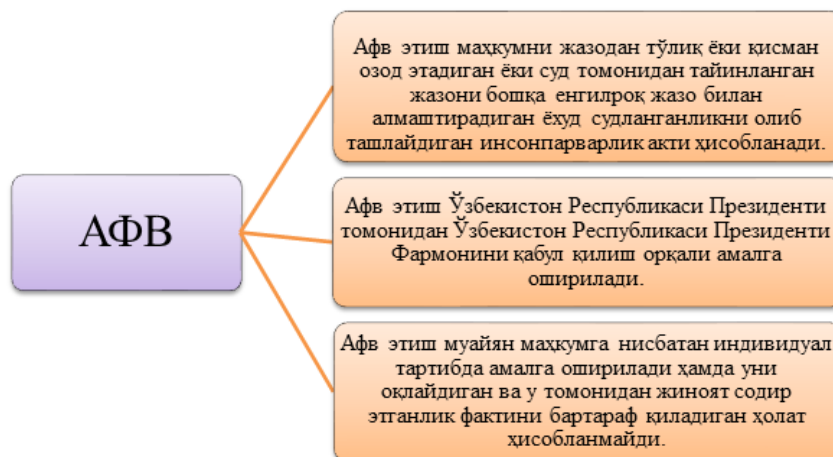 Афв этиш маҳкумни жазодан тўлиқ ёки қисман
озод этадиган ёки суд томонидан тайинланган
жазони бошқа енгилроқ жазо билан
алмаштирадиган ёхуд судланганликни олиб
ташлайдиган инсонпарварлик акти ҳисобланади.
АФВ
Афв этиш Ўзбекистон Республикаси Президенти
томонидан Ўзбекистон Республикаси Президенти
Фармонини қабул қилиш орқали амалга
оширилади.
Афв этиш муайян маҳкумга нисбатан индивидуал
тартибда амалга оширилади ҳамда уни
оқлайдиган ва у томонидан жиноят содир
этганлик фактини бартараф қиладиган ҳолат
ҳисобланмайди.